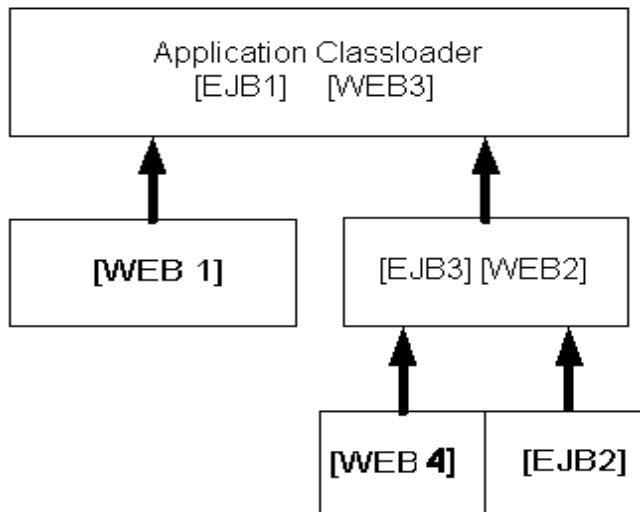 Application Classloader
[EJB1] [WEB3]
[WEB 1]
[EJB3] [WEB2]
[WEB 4]
[EJB2]